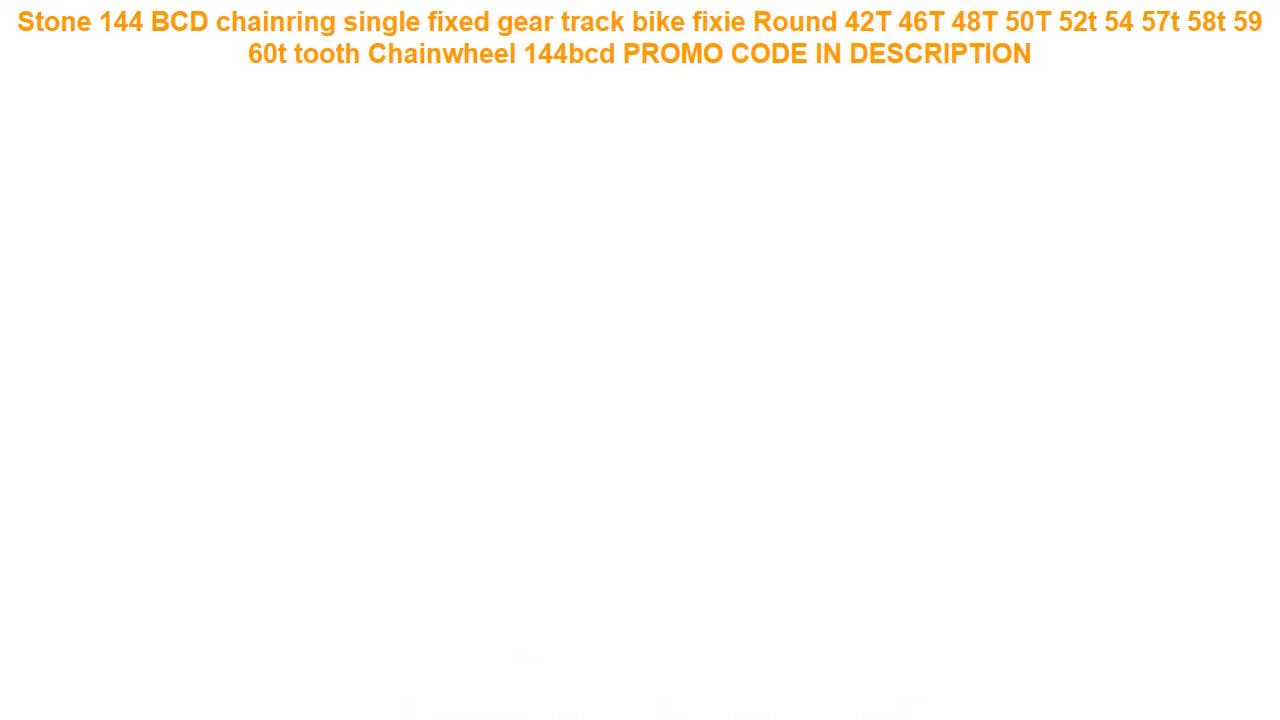 Stone 144 BCD chainring single fixed gear track bike fixie Round 42T 46T 48T 50T 52t 54 57t 58t 59
60t tooth Chainwheel 144bcd PROMO CODE IN DESCRIPTION